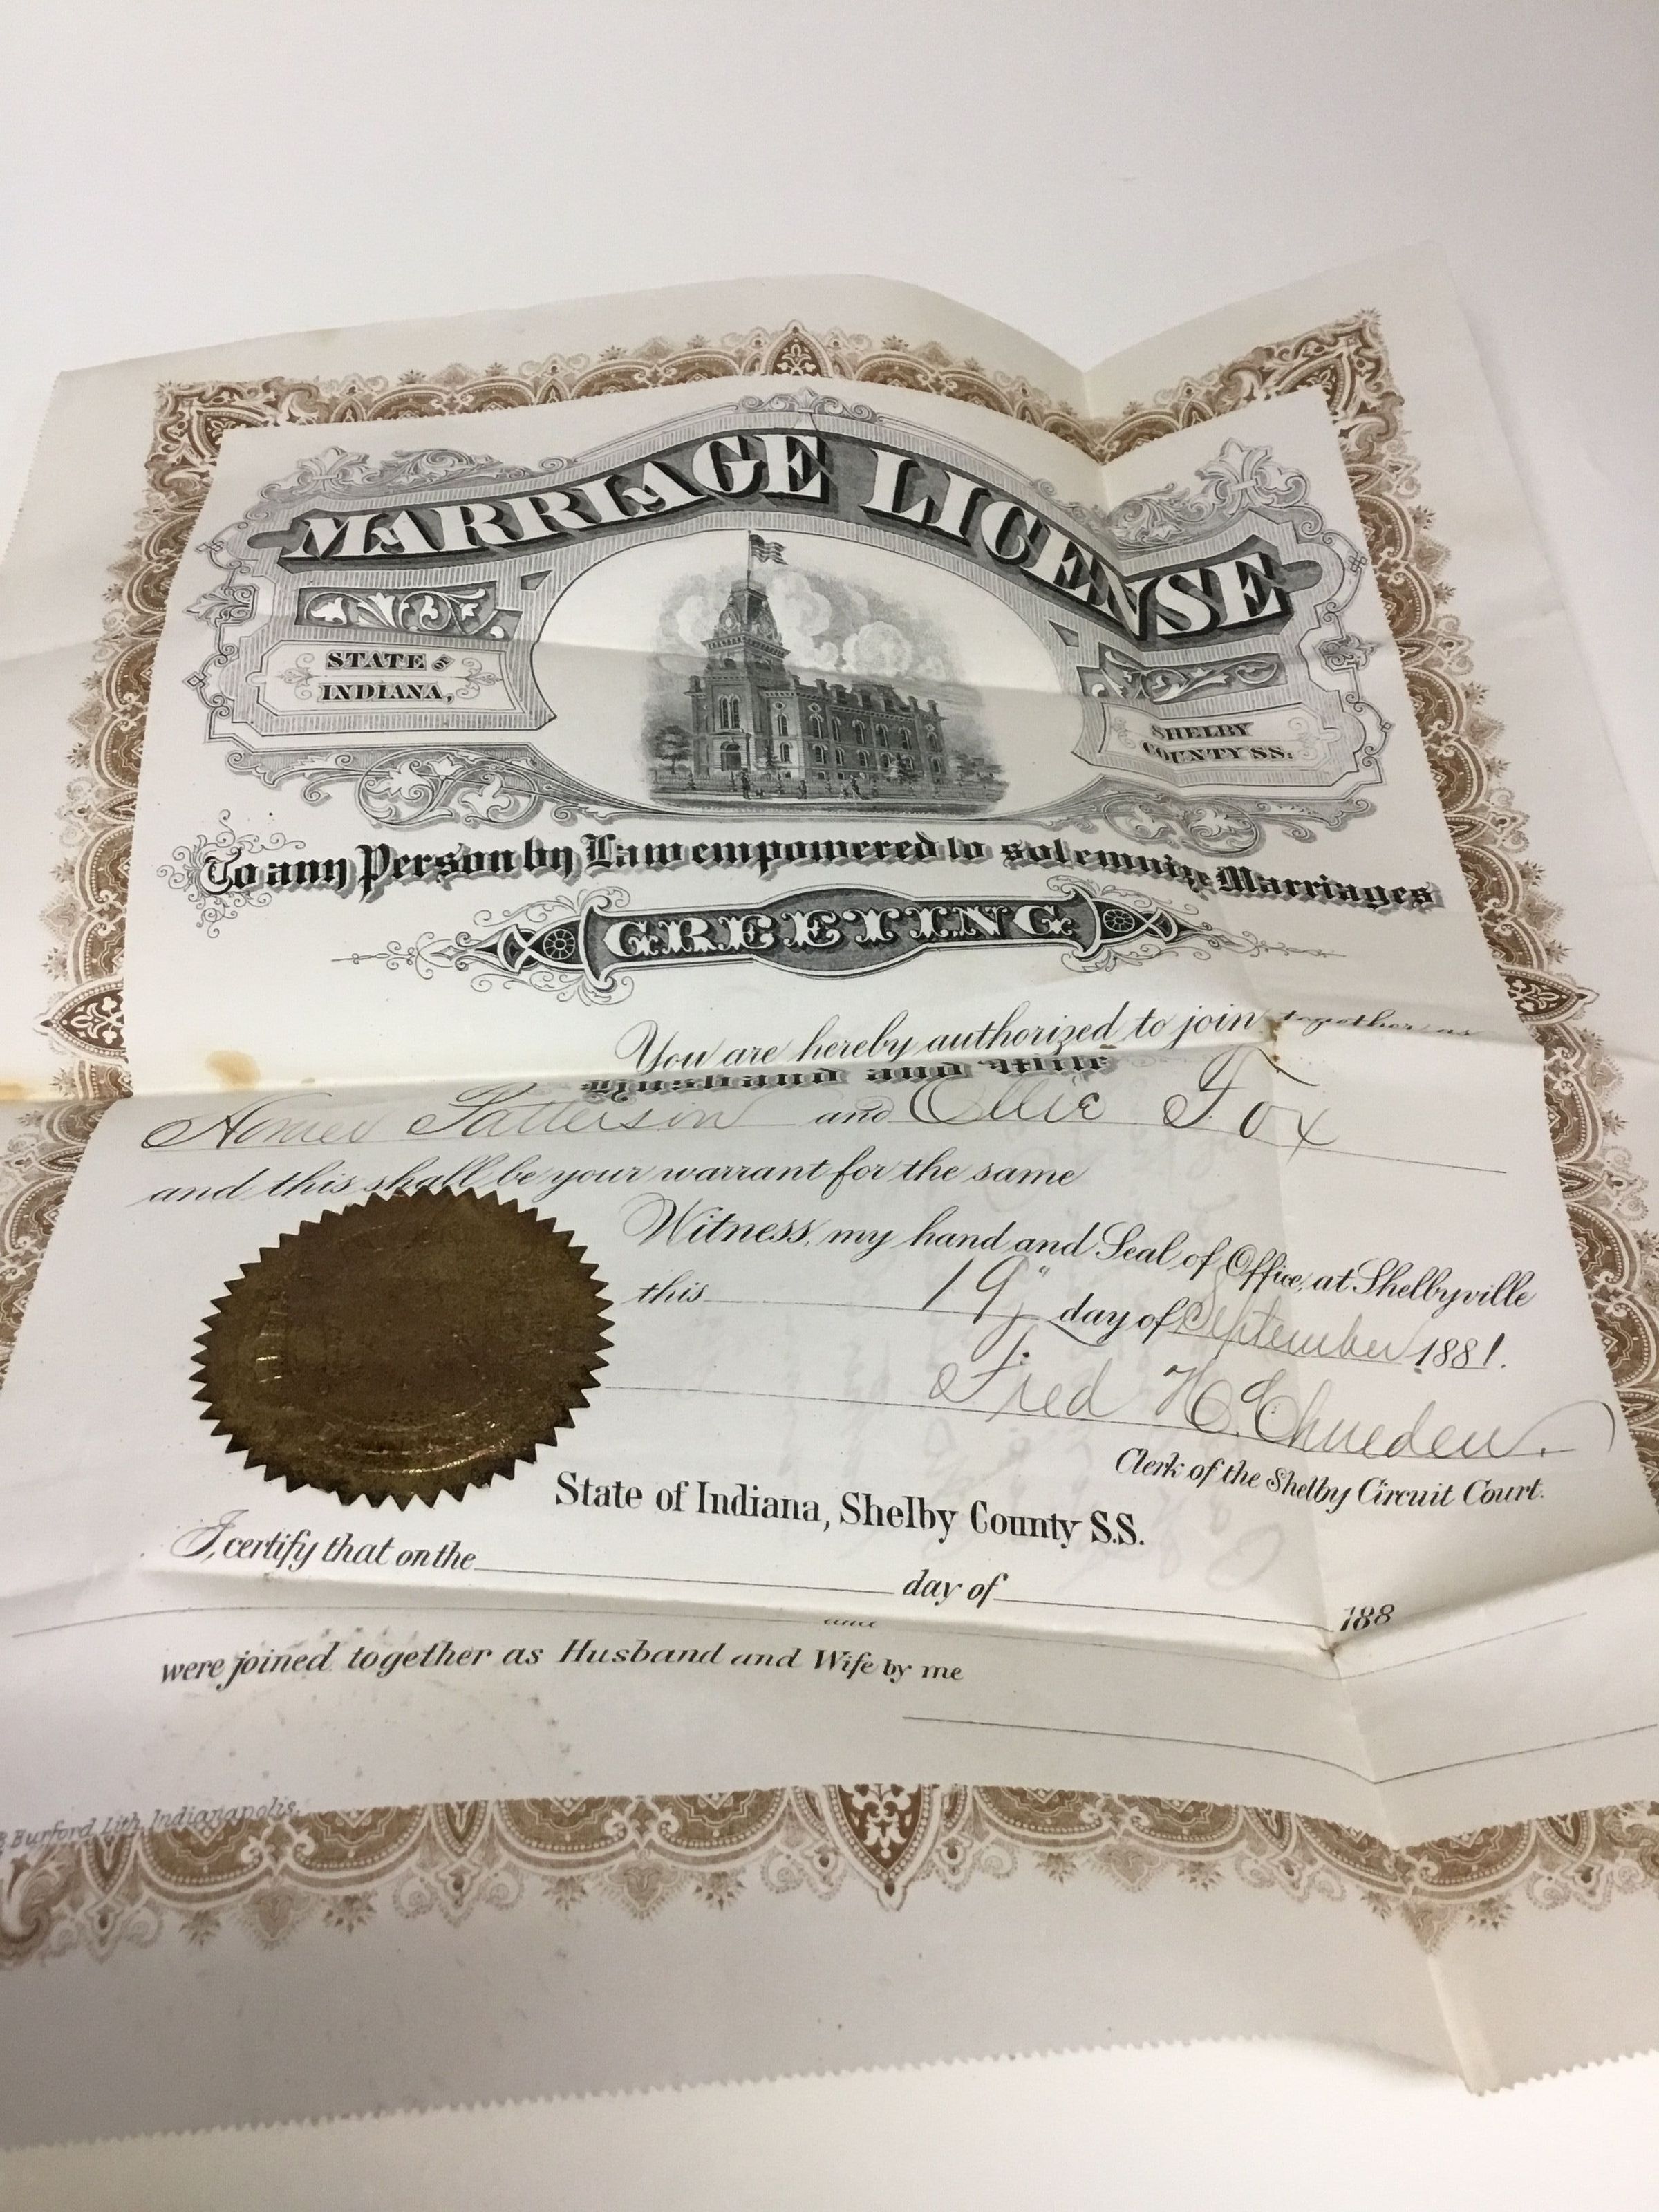 MARRIAGE LICENSE
STATE OF
INDIANA,
SHELBY
COUNTY SS:
To any Person by Law empowered to solemnize Marriages
GREETING
You are hereby authorized to join together as
Husband and Wife
Patterson and Ollie Fox
and this shall be your warrant for the same
Witness, my hand and Seal of Office, at Shelbyville
this 19" day of September 1881.
Fred H.
Clerk of the Shelby Circuit Court.
State of Indiana, Shelby County S.S.
I, certify that on the day of 188
and
were joined together as Husband and Wife by me
Burford, Lith, Indianapolis.